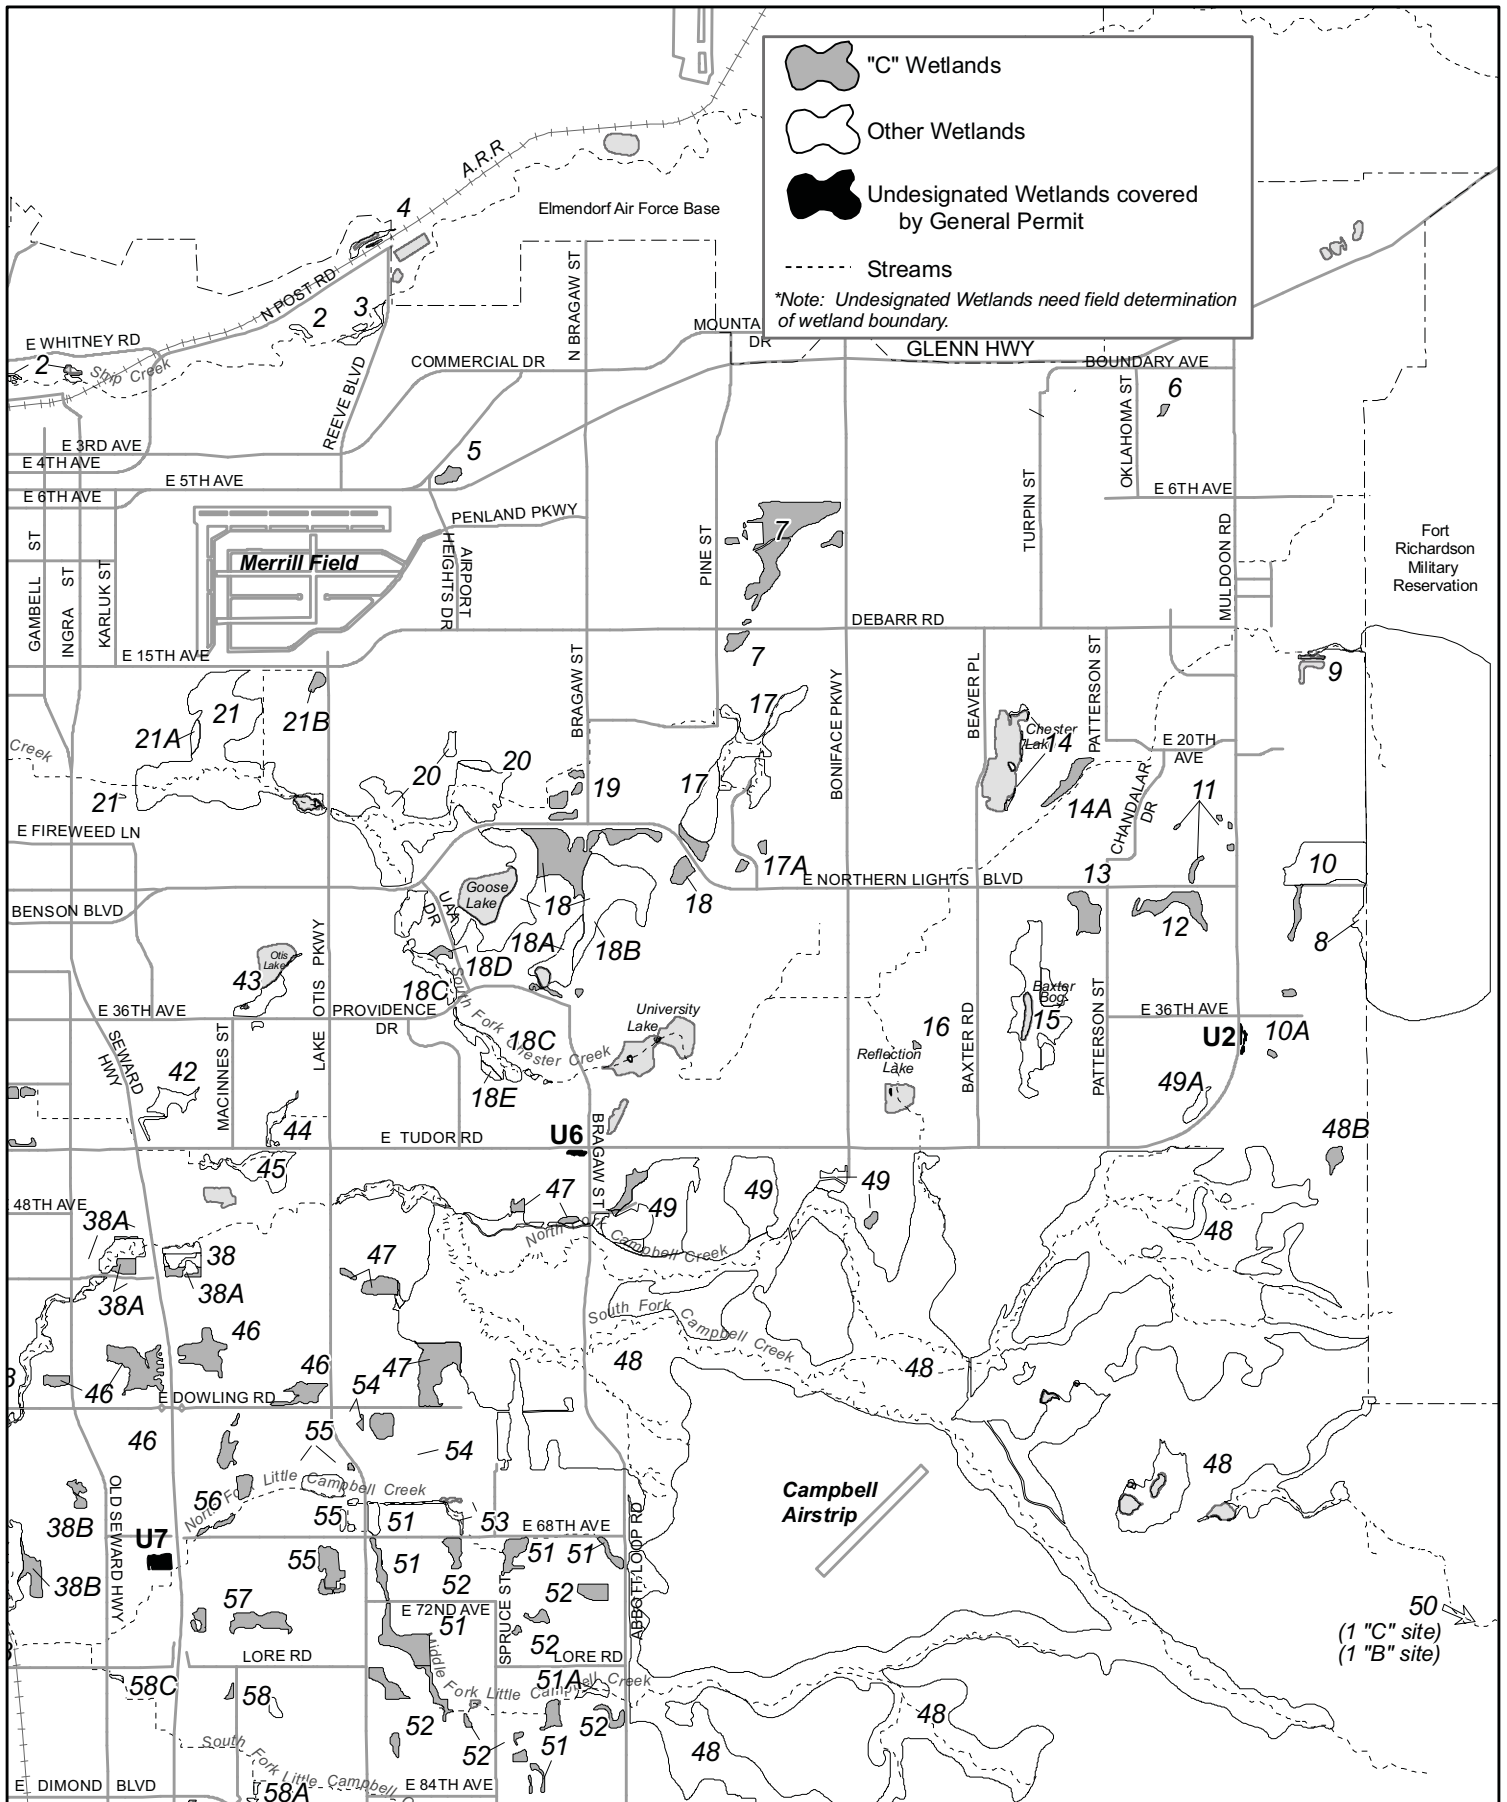 "C" Wetlands
Other Wetlands
Undesignated Wetlands covered
by General Permit
Streams
*Note: Undesignated Wetlands need field determination
of wetland boundary.
A.R.R
4
Elmendorf Air Force Base
N POST RD
2
3
E WHITNEY RD
2
Ship Creek
REEVE BLVD
COMMERCIAL DR
N BRAGAW ST
MOUNTA
DR
GLENN HWY
BOUNDARY AVE
6
OKLAHOMA ST
E 3RD AVE
E 4TH AVE
5
E 5TH AVE
E 6TH AVE
E 6TH AVE
PENLAND PKWY
TURPIN ST
MULDOON RD
Fort
Richardson
Military
Reservation
GAMBELL ST
INGRA ST
KARLUK ST
Merrill Field
AIRPORT
HEIGHTS DR
PINE ST
7
DEBARR RD
E 15TH AVE
7
BRAGAW ST
BONIFACE PKWY
BEAVER PL
PATTERSON ST
9
21
21A
21B
17
Chester
Lak
14
E 20TH
AVE
Creek
20
20
19
17
21
14A
CHANDALAR
DR
11
E FIREWEED LN
17A
13
10
E NORTHERN LIGHTS BLVD
Goose
Lake
18
18
BENSON BLVD
UAA
DR
12
8
18A
18B
18D
Otis
Lake
43
LAKE OTIS PKWY
18C
South Fork Chester Creek
Baxter
Bog
15
E 36TH AVE
PROVIDENCE
DR
University
Lake
E 36TH AVE
U2
10A
SEWARD
HWY
MACINNES ST
18C
16
BAXTER RD
PATTERSON ST
Reflection
Lake
42
18E
49A
44
E TUDOR RD
U6
BRAGAW ST
48B
45
48TH AVE
47
49
49
49
38A
North Fork
Campbell Creek
48
38
38A
38A
47
South Fork Campbell Creek
46
46
46
47
48
48
E DOWLING RD
54
46
55
54
48
OLD SEWARD HWY
56
North Fork Little Campbell Creek
Campbell
Airstrip
38B
55
51
53
E 68TH AVE
ABBOTT LOOP RD
U7
55
51
51
51
38B
52
52
57
E 72ND AVE
51
SPRUCE ST
50
(1 "C" site)
(1 "B" site)
LORE RD
52
LORE RD
58C
58
Middle Fork Little Campbell Creek
51A
52
52
52
51
48
48
South Fork Little Campbell
E DIMOND BLVD
58A
E 84TH AVE